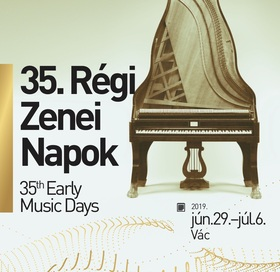 35. Régi
Zenei
Napok
35th Early
Music Days
2019.
jún.29.–júl.6.
Vác